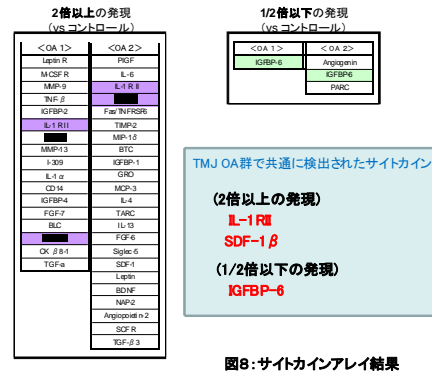 2倍以上の発現
(vs コントロール)
<OA 1>
Leptin R
M-CSF R
MMP-9
TNF-β
IGFBP-2
IL-1 R II
MMP-13
I-309
IL-1 α
CD14
IGFBP-4
FGF-7
BLC
CK β8-1
TGF-a
<OA 2>
PlGF
IL-6
IL-1 R II
Fas/TNFRSF6
TIMP-2
MIP-1δ
BTC
IGFBP-1
GRO
MCP-3
IL-4
TARC
IL-13
FGF-6
Siglec-5
SDF-1
Leptin
BDNF
NAP-2
Angiopoietin-2
SCF R
TGF-β3
1/2倍以下の発現
(vs コントロール)
<OA 1>
IGFBP-6
<OA 2>
Angiogenin
IGFBP6
PARC
TMJ OA群で共通に検出されたサイトカイン
(2倍以上の発現)
IL-1RII
SDF-1β
(1/2倍以下の発現)
IGFBP-6
図8:サイトカインアレイ結果